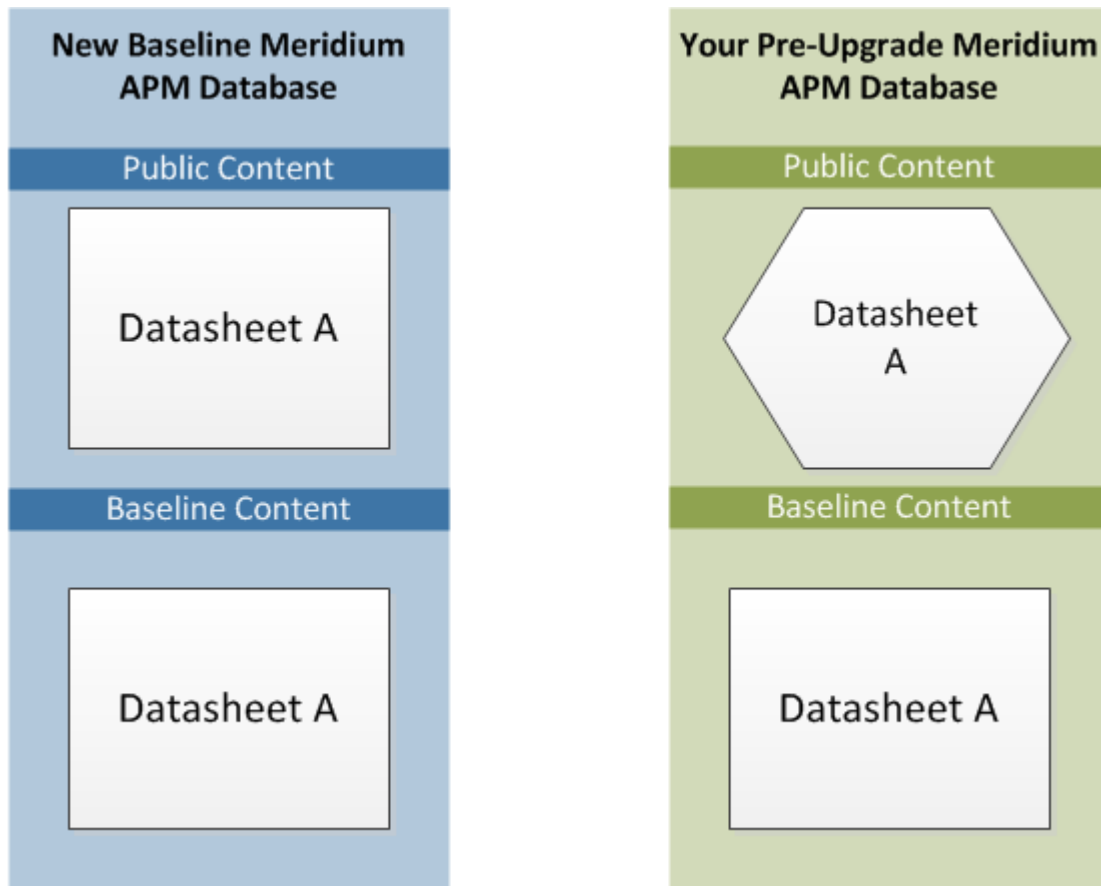 New Baseline Meridium
APM Database
Public Content
Datasheet A
Baseline Content
Datasheet A
Your Pre-Upgrade Meridium
APM Database
Public Content
Datasheet
A
Baseline Content
Datasheet A